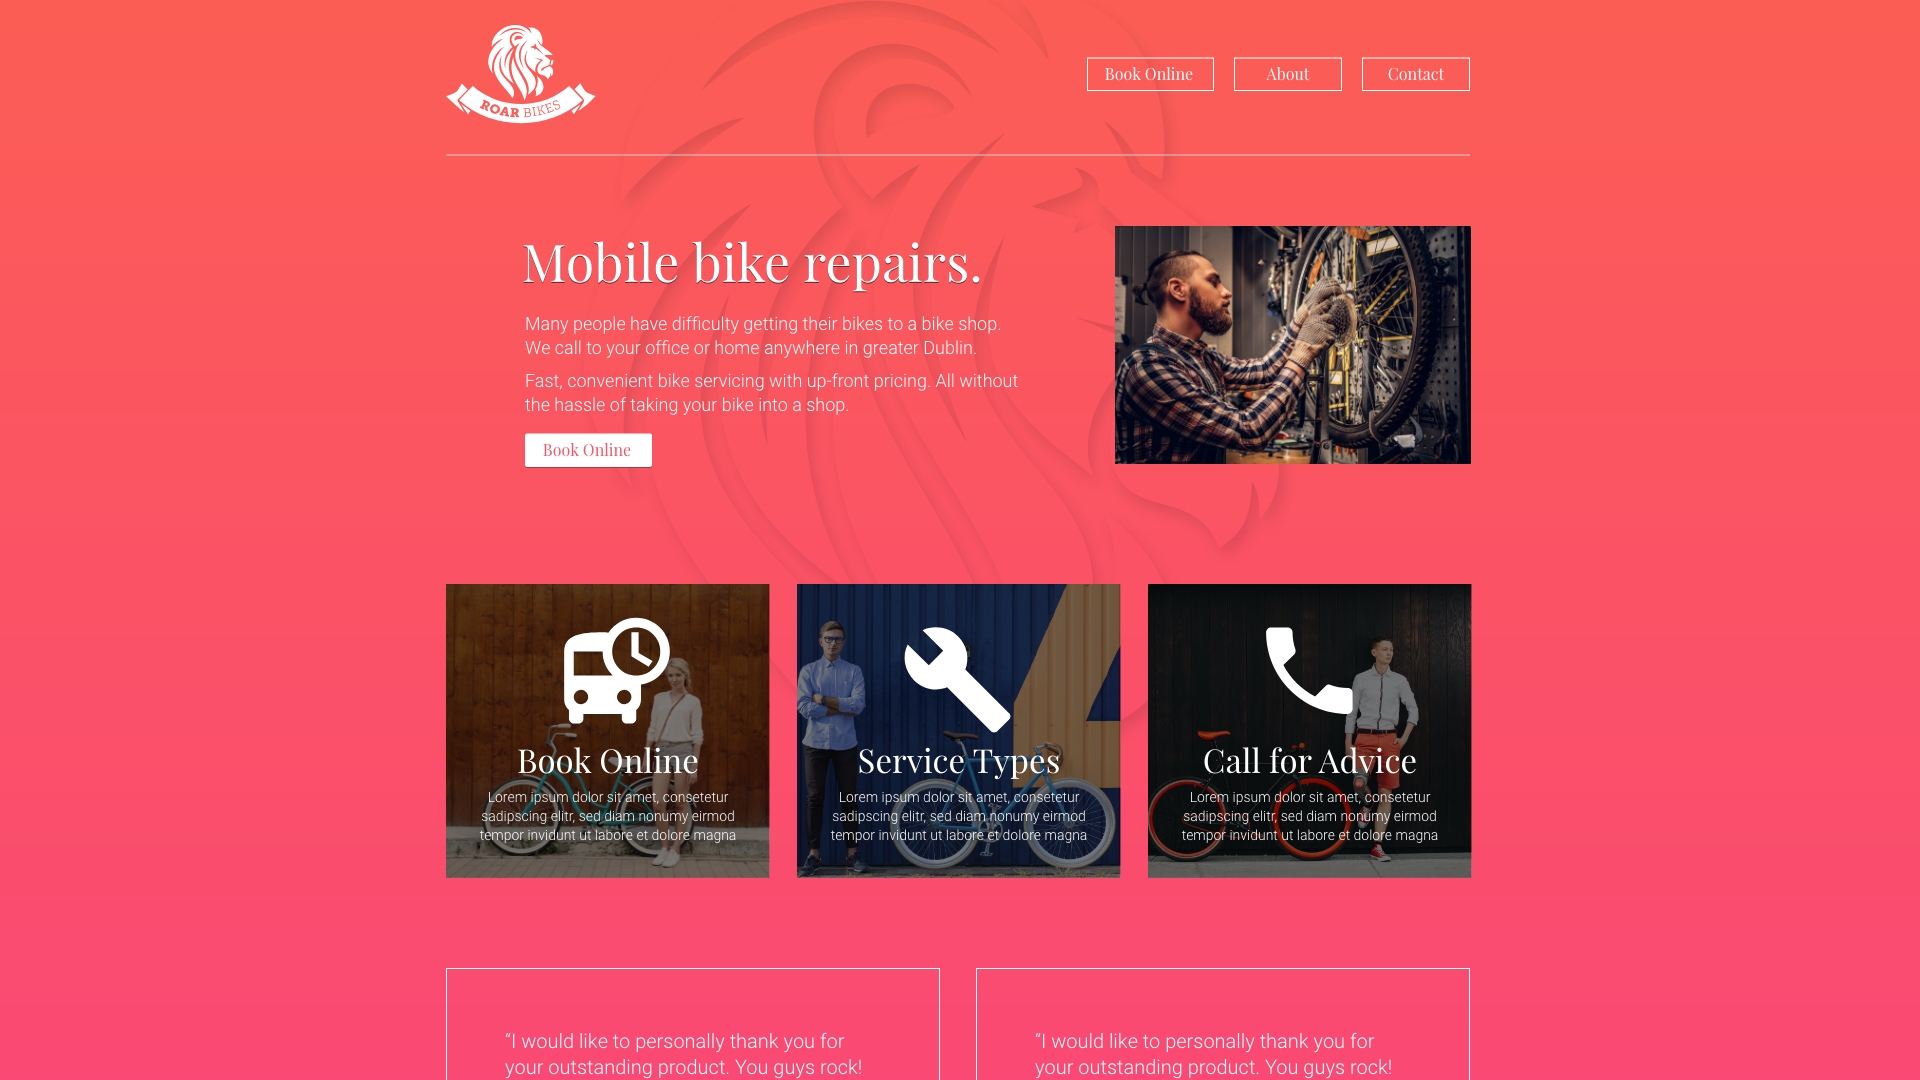 ROAR BIKES
Book Online
About
Contact
Mobile bike repairs.
Many people have difficulty getting their bikes to a bike shop.
We call to your office or home anywhere in greater Dublin.
Fast, convenient bike servicing with up-front pricing. All without
the hassle of taking your bike into a shop.
Book Online
Book Online
Lorem ipsum dolor sit amet, consetetur
sadipscing elitr, sed diam nonumy eirmod
tempor invidunt ut labore et dolore magna
Service Types
Lorem ipsum dolor sit amet, consetetur
sadipscing elitr, sed diam nonumy eirmod
tempor invidunt ut labore et dolore magna
Call for Advice
Lorem ipsum dolor sit amet, consetetur
sadipscing elitr, sed diam nonumy eirmod
tempor invidunt ut labore et dolore magna
“I would like to personally thank you for
your outstanding product. You guys rock!
“I would like to personally thank you for
your outstanding product. You guys rock!